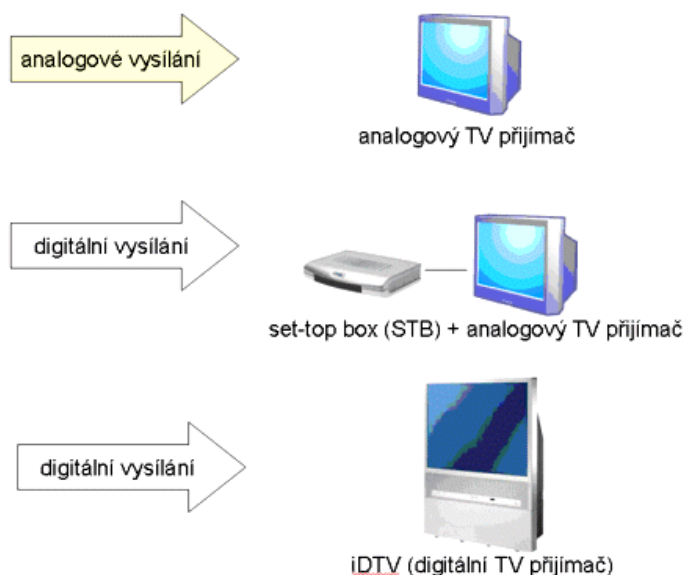 analogové vysílání
analogový TV přijímač
digitální vysílání
set-top box (STB) + analogový TV přijímač
digitální vysílání
iDTV (digitální TV přijímač)